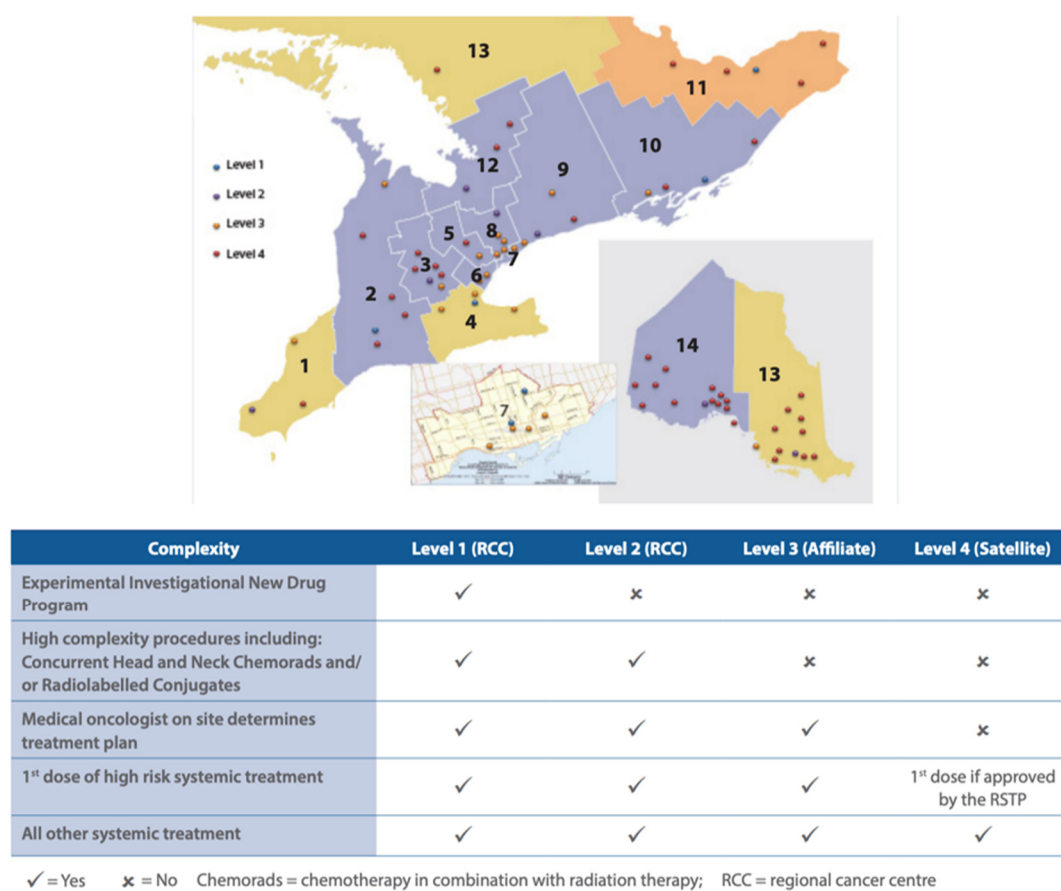 13
11
10
12
9
Level 1
Level 2
Level 3
Level 4
8
5
7
3
6
2
4
1
7
14
13
Complexity Level 1 (RCC) Level 2 (RCC) Level 3 (Affiliate) Level 4 (Satellite)
Experimental Investigational New Drug
Program ✓ ✗ ✗ ✗
High complexity procedures including:
Concurrent Head and Neck Chemorads and/ ✓ ✓ ✗ ✗
or Radiolabelled Conjugates
Medical oncologist on site determines
treatment plan ✓ ✓ ✓ ✗
1st dose of high risk systemic treatment ✓ ✓ ✓ 1st dose if approved
by the RSTP
All other systemic treatment ✓ ✓ ✓ ✓
✓ = Yes ✗ = No Chemorads = chemotherapy in combination with radiation therapy; RCC = regional cancer centre